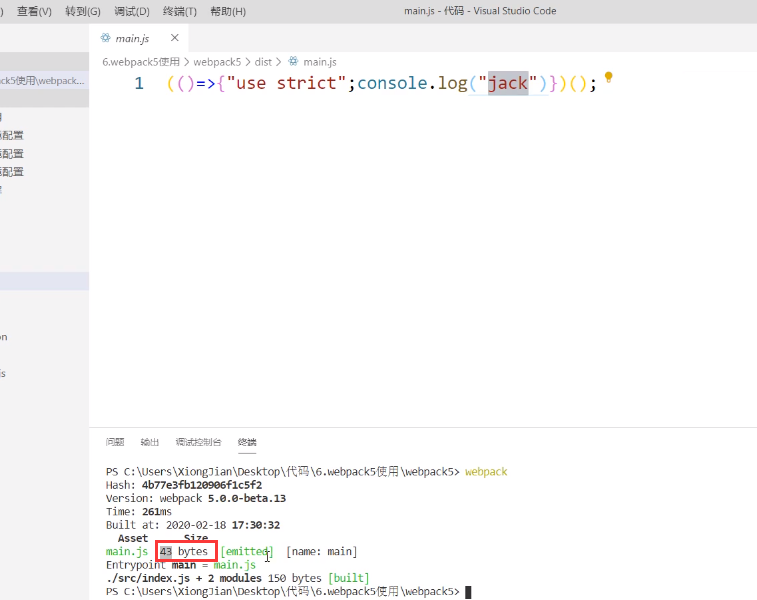 ) 查看(V) 转到(G) 调试(D) 终端(T) 帮助(H) main.js - 代码 - Visual Studio Code
main.js
6.webpack5使用 > webpack5 > dist > main.js
ck5使用\webpack...
1 (()=>{"use strict";console.log("jack")})();
配置
配置
配置
on
js
问题 输出 调试控制台 终端
PS C:\Users\XiongJian\Desktop\代码\6.webpack5使用\webpack5> webpack
Hash: 4b77e3fb120906f1c5f2
Version: webpack 5.0.0-beta.13
Time: 261ms
Built at: 2020-02-18 17:30:32
Asset Size
main.js 43 bytes [emitted] [name: main]
Entrypoint main = main.js
./src/index.js + 2 modules 150 bytes [built]
PS C:\Users\XiongJian\Desktop\代码\6.webpack5使用\webpack5>